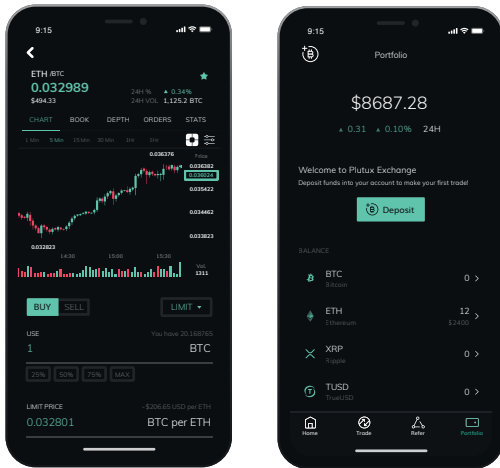 9:15
ETH /BTC
0.032989
$494.33
24H % ▲ 0.34%
24H VOL 1,125.2 BTC
CHART BOOK DEPTH ORDERS STATS
1 Min 5 Min 15 Min 30 Min 1Hr 3Hr
0.036376
Price
0.036382
0.036024
0.035422
0.034462
0.033823
0.032823
14:30 15:00 15:30
Vol.
1311
BUY SELL
LIMIT
USE You have 20.168765
1 BTC
25% 50% 75% MAX
LIMIT PRICE ~$206.65 USD per ETH
0.032801 BTC per ETH
9:15
Portfolio
$8687.28
▲ 0.31 ▲ 0.10% 24H
Welcome to Plutux Exchange
Deposit funds into your account to make your first trade!
Deposit
BALANCE
BTC 0
Bitcoin
ETH 12
Ethereum $2400
XRP 0
Ripple
TUSD 0
TrueUSD
Home Trade Refer Portfolio